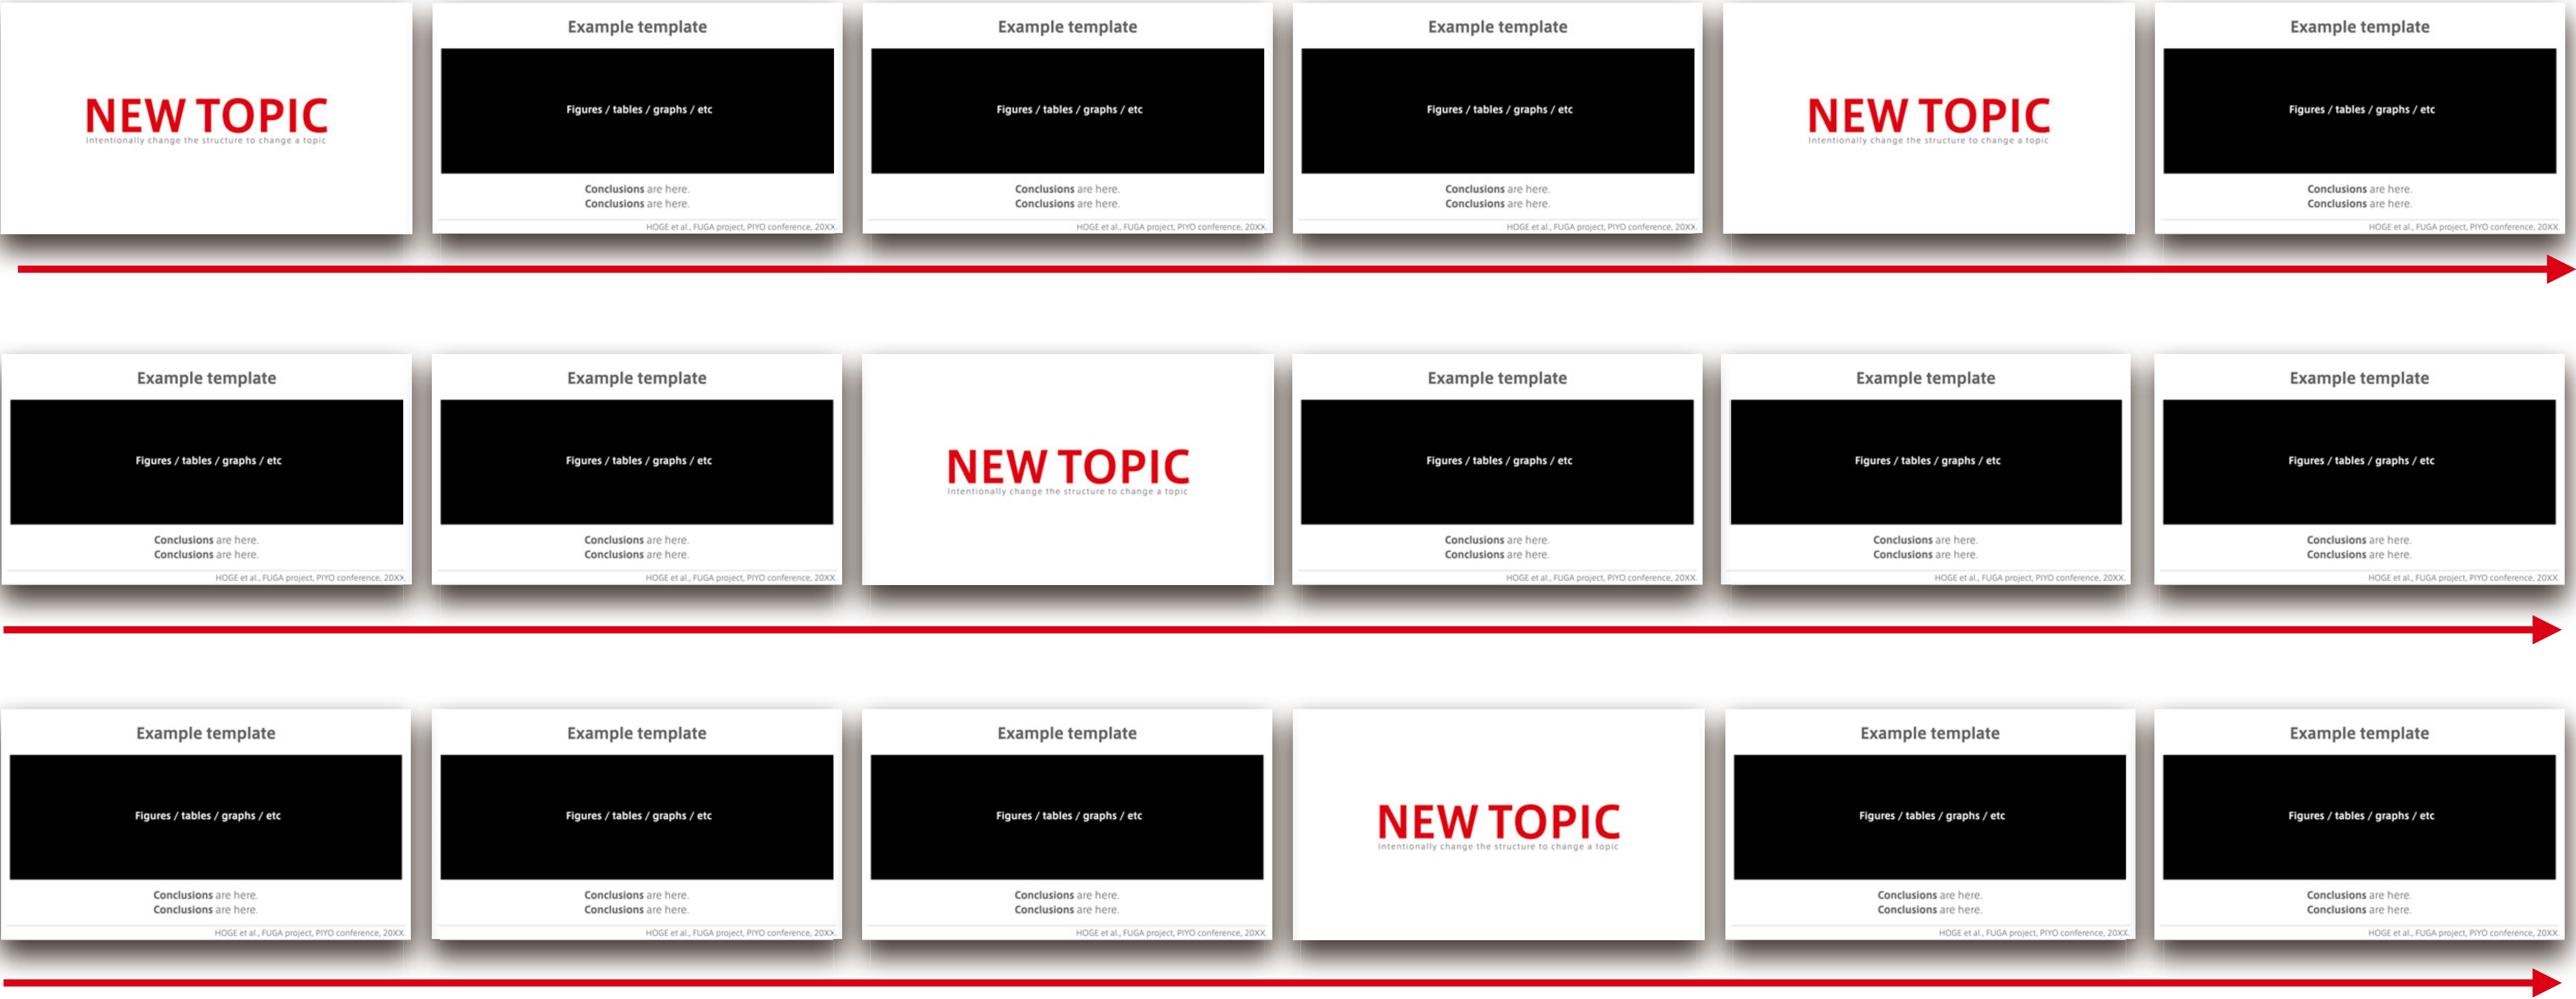 NEW TOPIC
Intentionally change the structure to change a topic
Example template
Figures / tables / graphs / etc
Conclusions are here.
Conclusions are here.
HOGE et al., FUGA project, PIYO conference, 20XX.
Example template
Figures / tables / graphs / etc
Conclusions are here.
Conclusions are here.
HOGE et al., FUGA project, PIYO conference, 20XX.
Example template
Figures / tables / graphs / etc
Conclusions are here.
Conclusions are here.
HOGE et al., FUGA project, PIYO conference, 20XX.
NEW TOPIC
Intentionally change the structure to change a topic
Example template
Figures / tables / graphs / etc
Conclusions are here.
Conclusions are here.
HOGE et al., FUGA project, PIYO conference, 20XX.
Example template
Figures / tables / graphs / etc
Conclusions are here.
Conclusions are here.
HOGE et al., FUGA project, PIYO conference, 20XX.
Example template
Figures / tables / graphs / etc
Conclusions are here.
Conclusions are here.
HOGE et al., FUGA project, PIYO conference, 20XX.
NEW TOPIC
Intentionally change the structure to change a topic
Example template
Figures / tables / graphs / etc
Conclusions are here.
Conclusions are here.
HOGE et al., FUGA project, PIYO conference, 20XX.
Example template
Figures / tables / graphs / etc
Conclusions are here.
Conclusions are here.
HOGE et al., FUGA project, PIYO conference, 20XX.
Example template
Figures / tables / graphs / etc
Conclusions are here.
Conclusions are here.
HOGE et al., FUGA project, PIYO conference, 20XX.
Example template
Figures / tables / graphs / etc
Conclusions are here.
Conclusions are here.
HOGE et al., FUGA project, PIYO conference, 20XX.
Example template
Figures / tables / graphs / etc
Conclusions are here.
Conclusions are here.
HOGE et al., FUGA project, PIYO conference, 20XX.
Example template
Figures / tables / graphs / etc
Conclusions are here.
Conclusions are here.
HOGE et al., FUGA project, PIYO conference, 20XX.
NEW TOPIC
Intentionally change the structure to change a topic
Example template
Figures / tables / graphs / etc
Conclusions are here.
Conclusions are here.
HOGE et al., FUGA project, PIYO conference, 20XX.
Example template
Figures / tables / graphs / etc
Conclusions are here.
Conclusions are here.
HOGE et al., FUGA project, PIYO conference, 20XX.